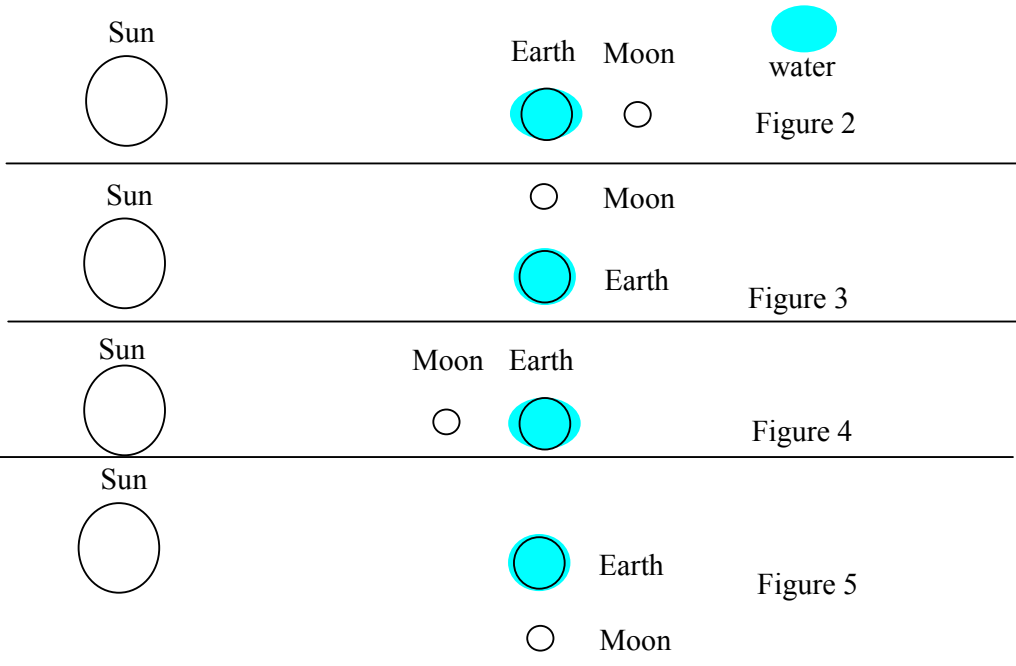 Sun
Earth Moon
water
Figure 2
Sun
Moon
Earth
Figure 3
Sun
Moon Earth
Figure 4
Sun
Earth
Figure 5
Moon